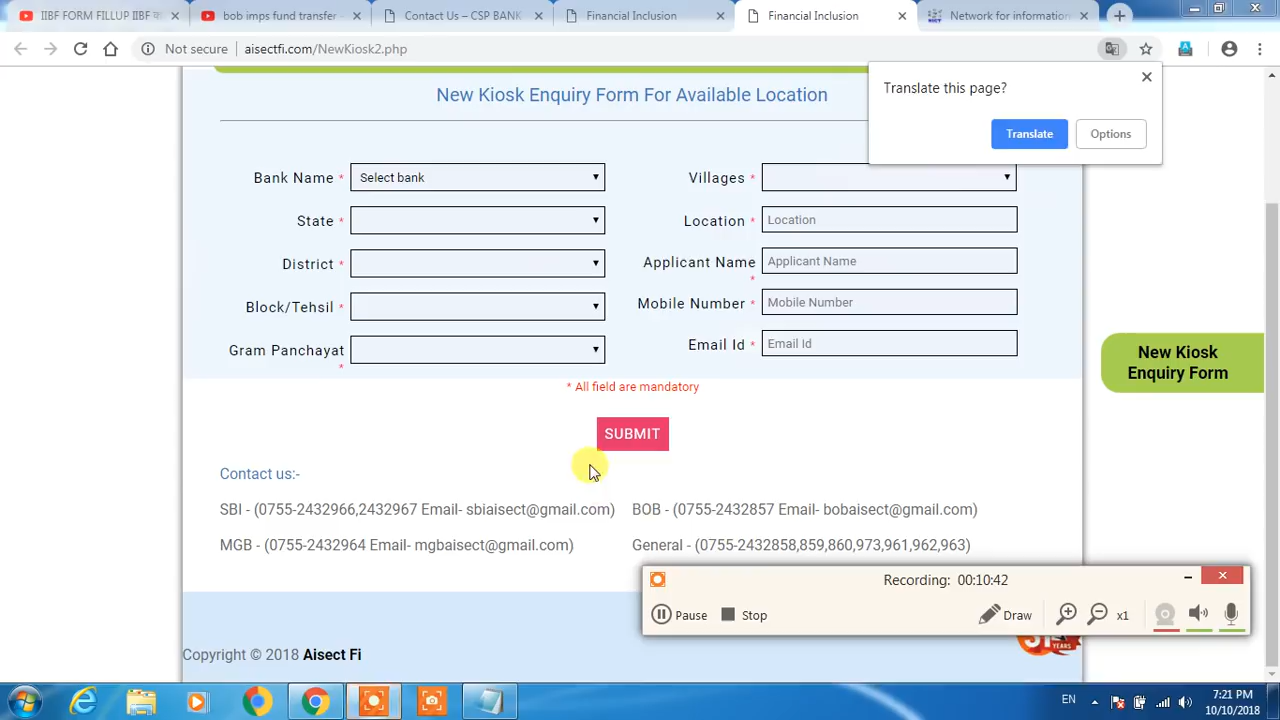 IIBF FORM FILLUP IIBF
bob imps fund transfer
Contact Us – CSP BANK
Financial Inclusion
Financial Inclusion
Network for information
Not secure
aisectfi.com/NewKiosk2.php
Translate this page?
Translate
Options
New Kiosk Enquiry Form For Available Location
Bank Name *
Select bank
Villages *
State *
Location *
Location
District *
Applicant Name *
Applicant Name
Block/Tehsil *
Mobile Number *
Mobile Number
Gram Panchayat *
Email Id *
Email Id
* All field are mandatory
SUBMIT
New Kiosk
Enquiry Form
Contact us:-
SBI - (0755-2432966,2432967 Email- sbiaisect@gmail.com)
BOB - (0755-2432857 Email- bobaisect@gmail.com)
MGB - (0755-2432964 Email- mgbaisect@gmail.com)
General - (0755-2432858,859,860,973,961,962,963)
Recording: 00:10:42
Pause
Stop
Draw
x1
YEARS
Copyright © 2018 Aisect Fi
EN
7:21 PM
10/10/2018